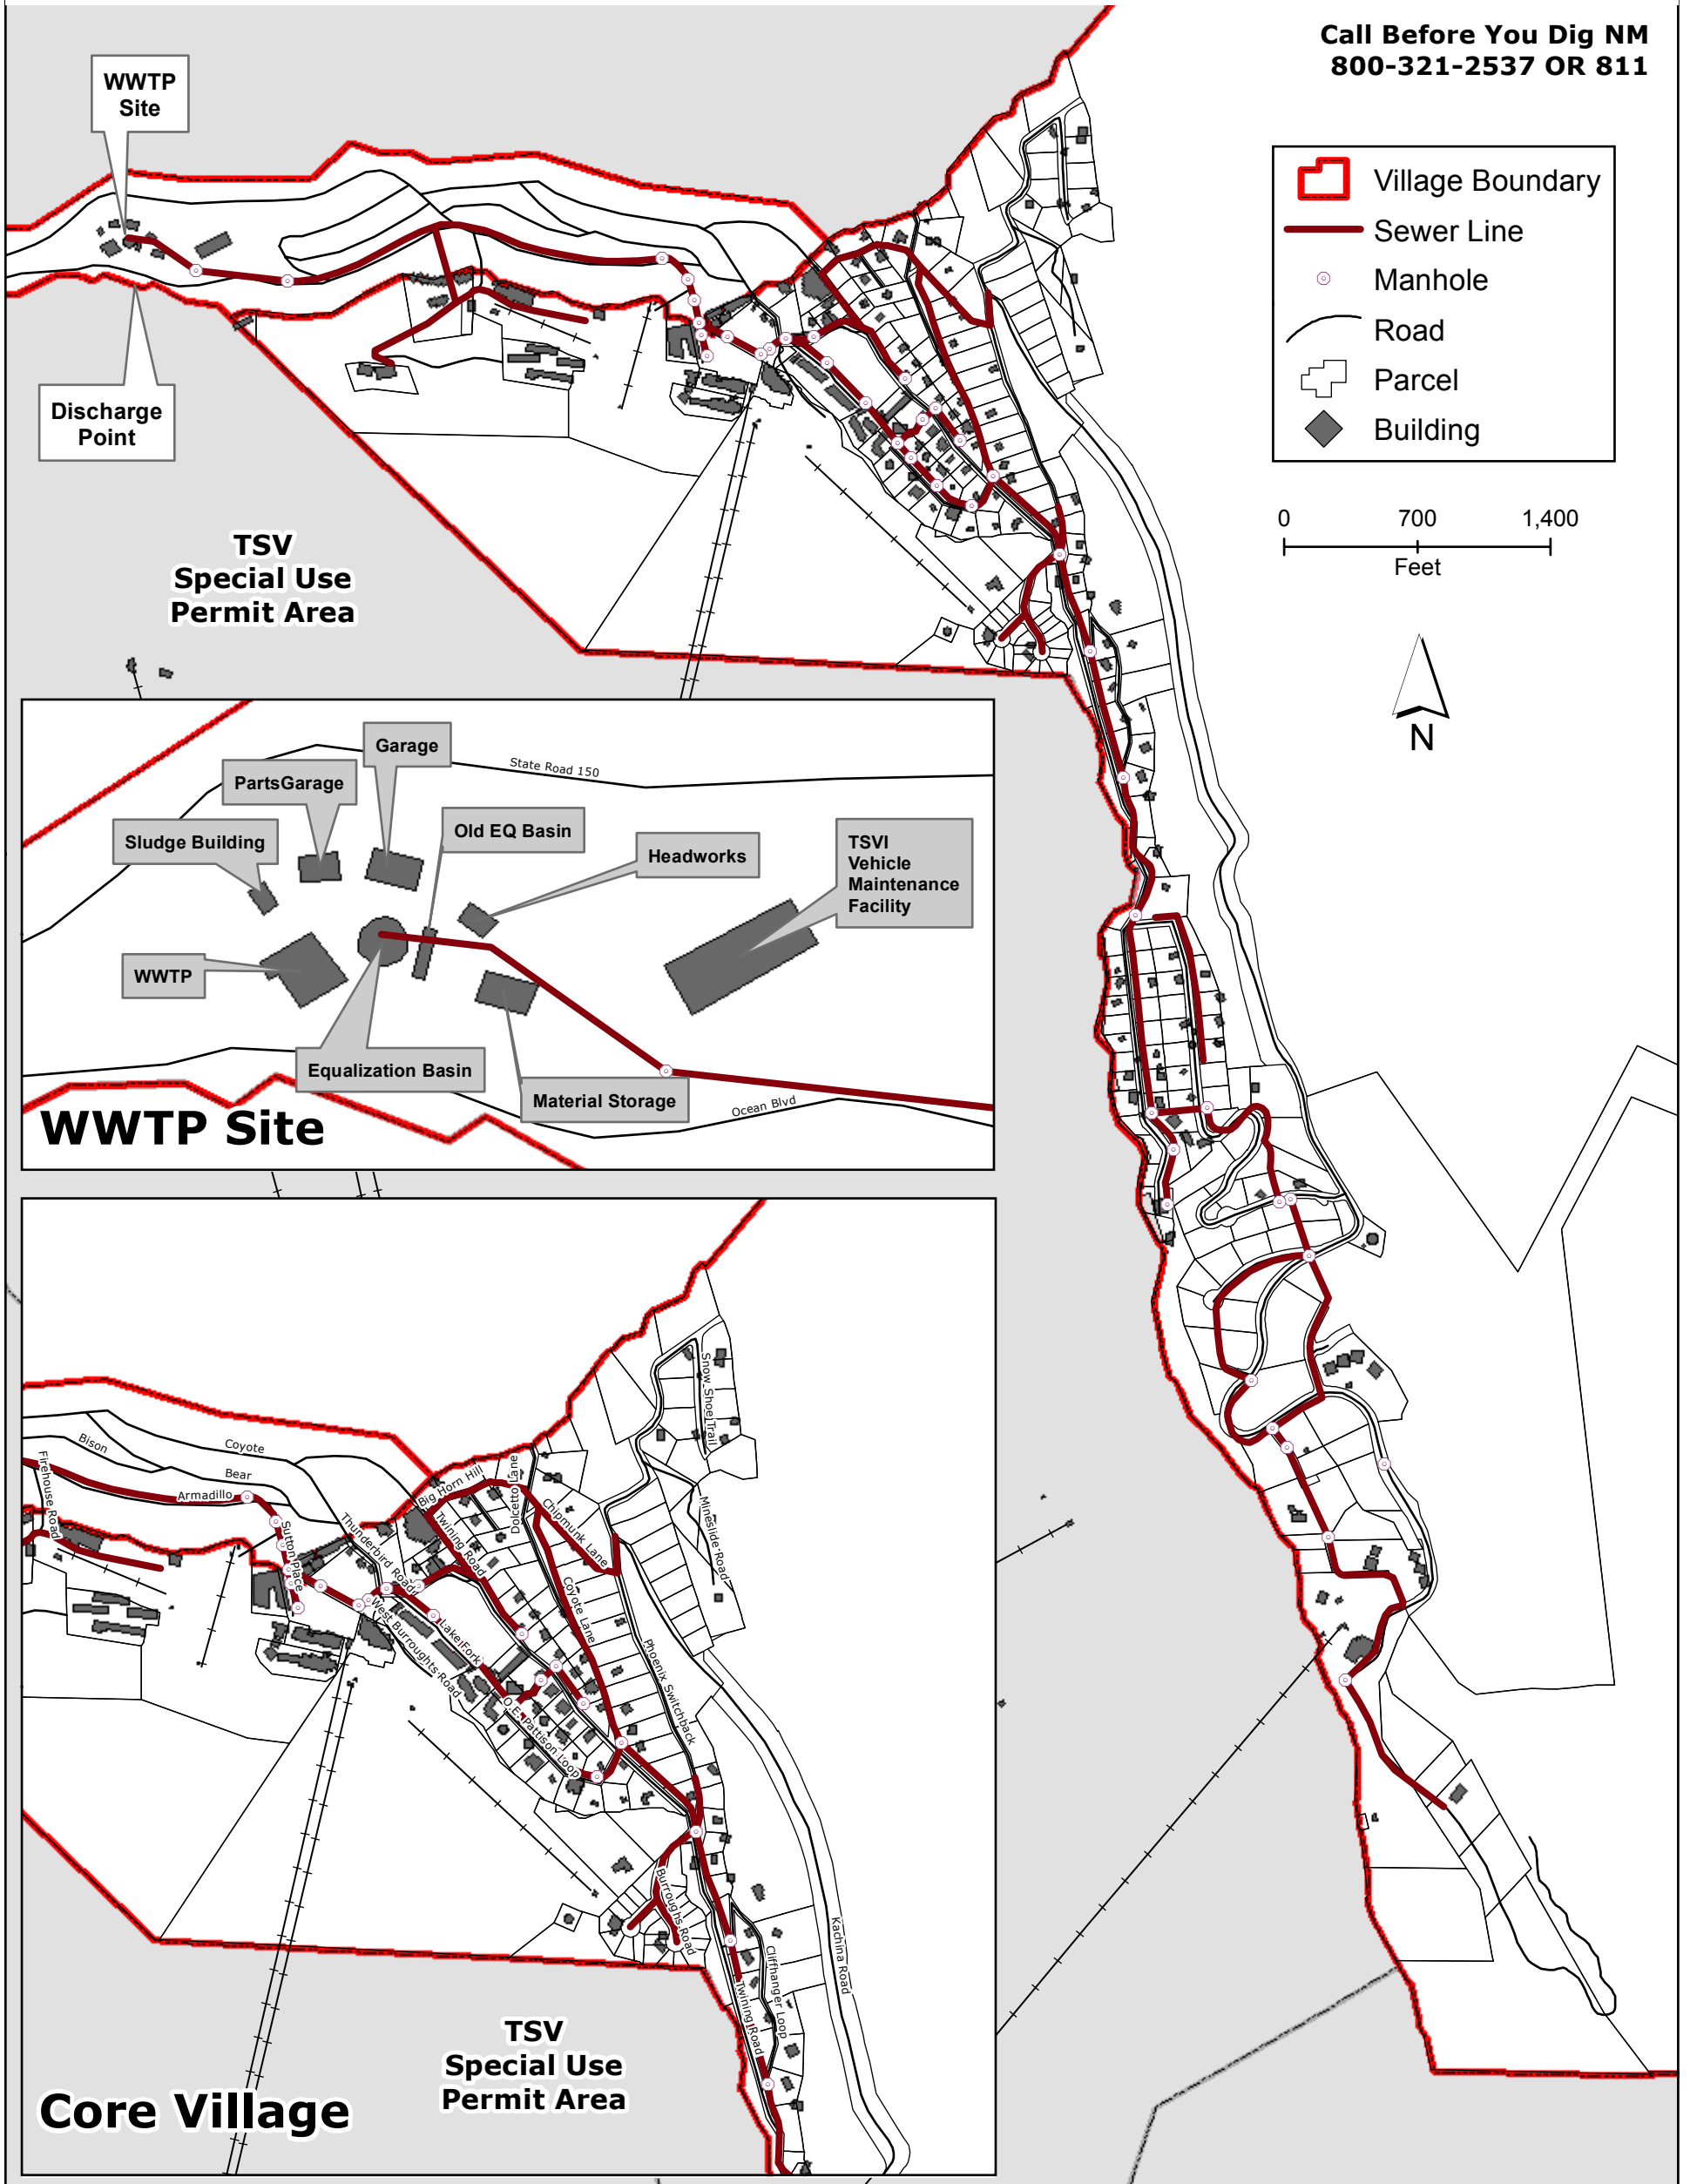 Call Before You Dig NM
800-321-2537 OR 811
WWTP
Site
Village Boundary
Sewer Line
Manhole
Road
Parcel
Building
Discharge
Point
0 700 1,400
Feet
TSV
Special Use
Permit Area
N
Garage
State Road 150
PartsGarage
Old EQ Basin
Sludge Building
Headworks
TSVI
Vehicle
Maintenance
Facility
WWTP
Equalization Basin
Material Storage
Ocean Blvd
WWTP Site
Snow Shoe Trail
Coyote
Bison
Bear
Armadillo
Firehouse Road
Sutton Place
Thunderbird Road
Big Horn Hill
Dolcetto Lane
Chipmunk Lane
Twining Road
Mineslide Road
Coyote Lane
West Burroughts Road
Lake Fork
Phoenix Switchback
O.E. Pattison Loop
Burroughs Road
Kachina Road
Cliffhanger Loop
Twining Road
TSV
Special Use
Permit Area
Core Village